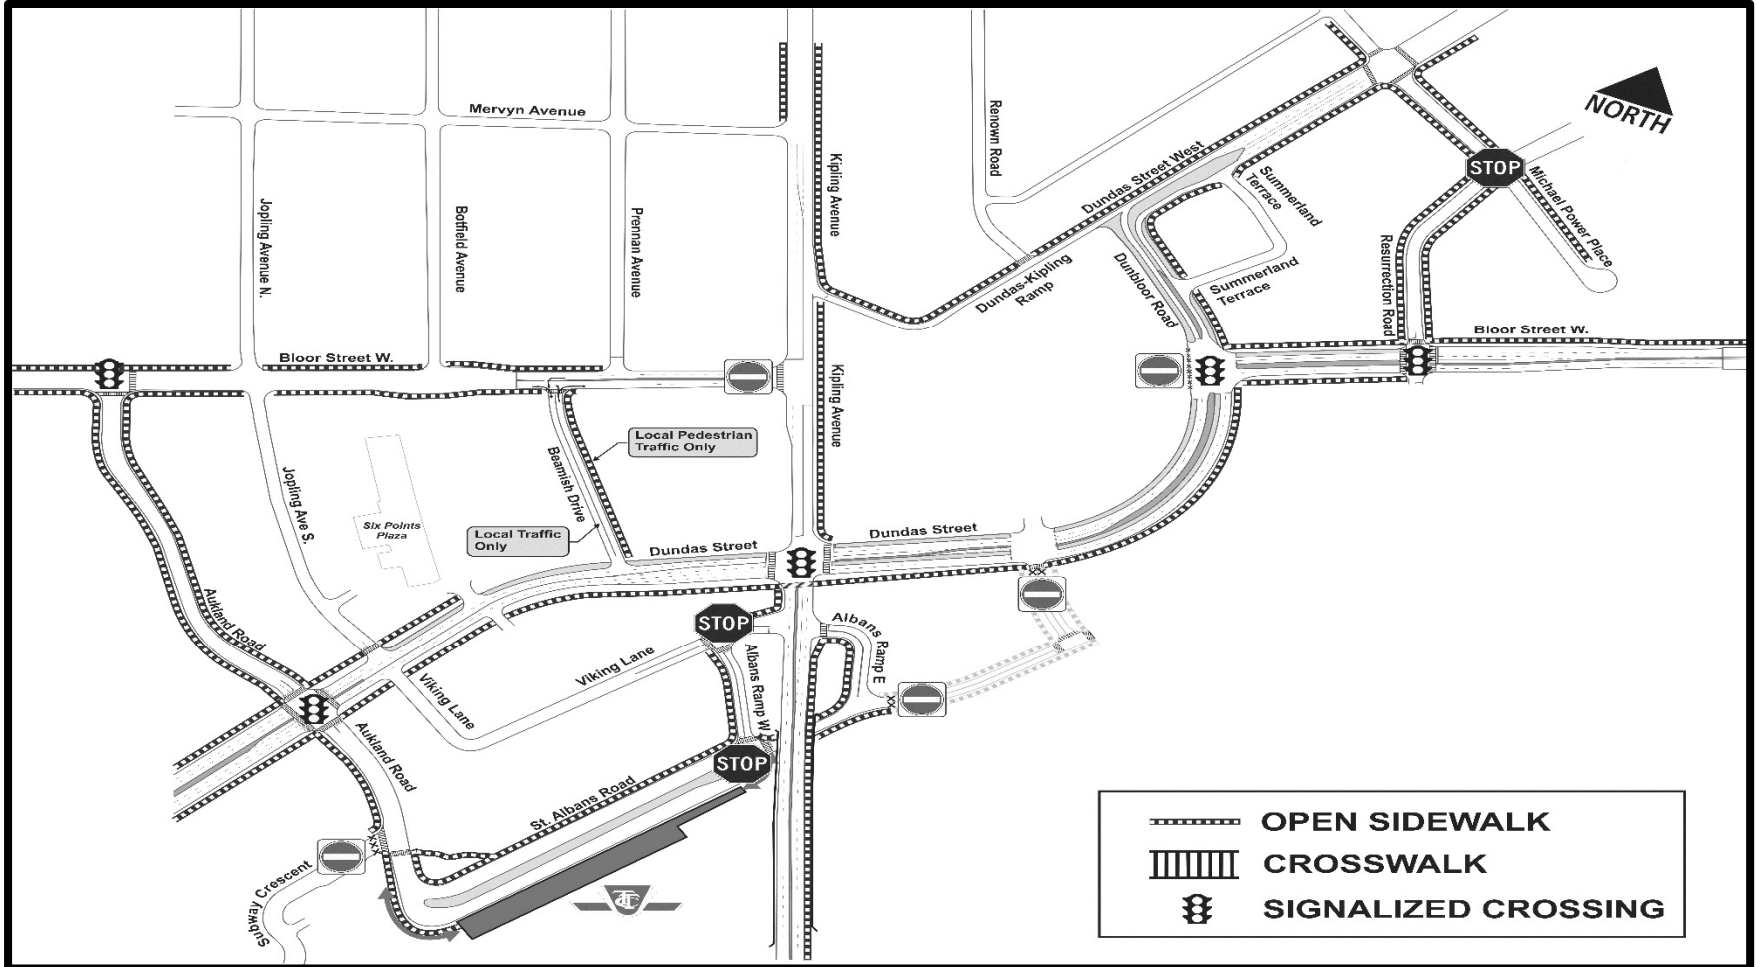 Mervyn Avenue
NORTH
Renown Road
Dundas Street West
STOP
Michael Power Place
Kipling Avenue
Summerland
Terrace
Jopling Avenue N.
Botfield Avenue
Prennan Avenue
Dundas-Kipling
Ramp
Dunbloor Road
Summerland
Terrace
Resurrection Road
Bloor Street W.
Bloor Street W.
Kipling Avenue
Local Pedestrian
Traffic Only
Beamish Drive
Jopling Ave S.
Six Points
Plaza
Local Traffic
Only
Dundas Street
Dundas Street
Aukland Road
STOP
Albans
Ramp E
Viking Lane
Albans Ramp W
Viking Lane
Aukland Road
STOP
St. Albans Road
Subway Crescent
TTC
OPEN SIDEWALK
CROSSWALK
SIGNALIZED CROSSING